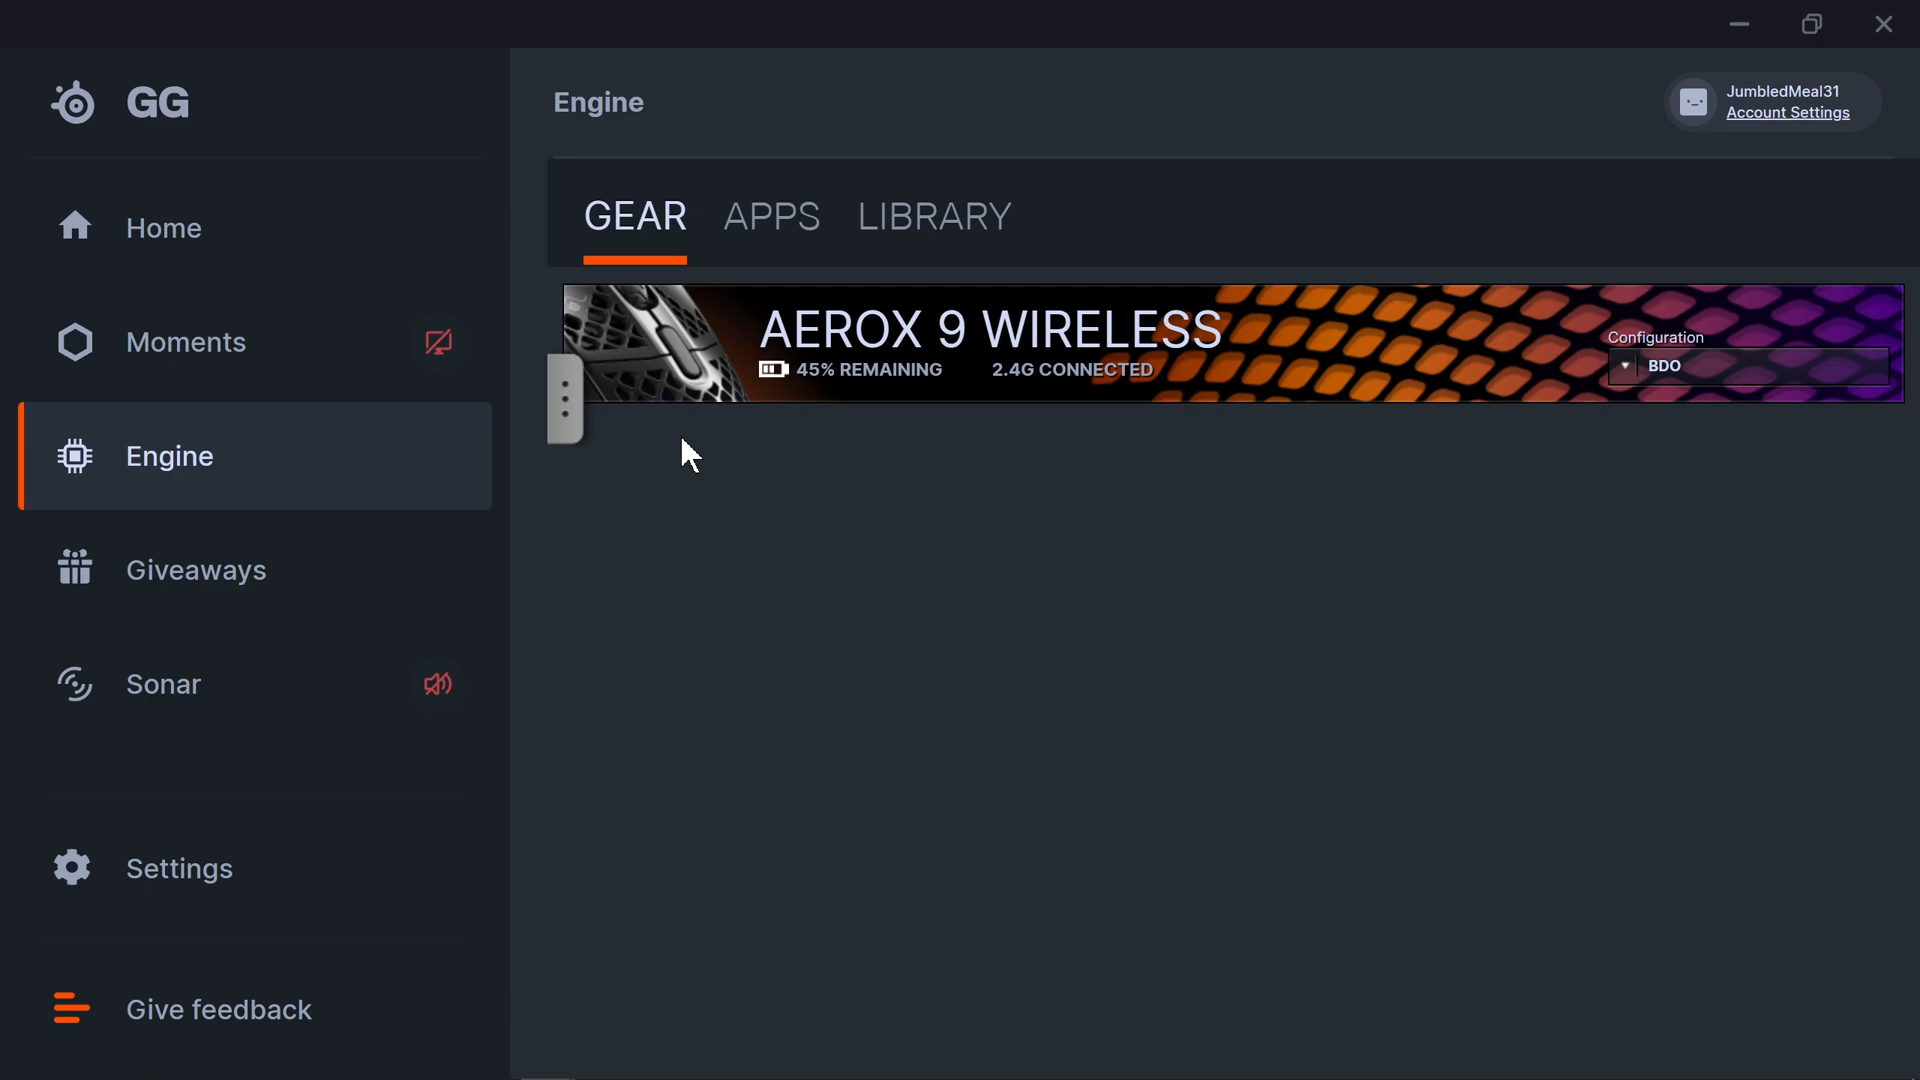 GG
Home
Moments
Engine
Giveaways
Sonar
Settings
Give feedback
Engine
JumbledMeal31
Account Settings
GEAR APPS LIBRARY
AEROX 9 WIRELESS
45% REMAINING 2.4G CONNECTED
Configuration
BDO